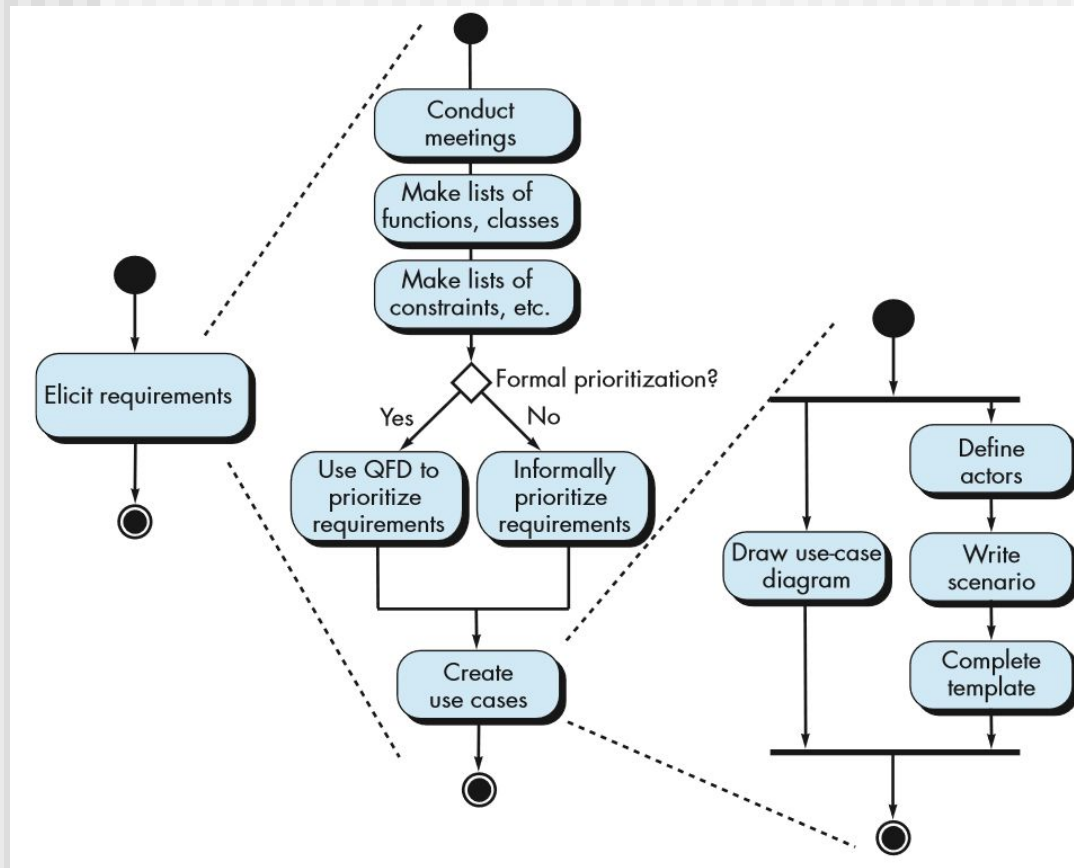 Elicit requirements
Conduct
meetings
Make lists of
functions, classes
Make lists of
constraints, etc.
Formal prioritization?
Yes
No
Use QFD to
prioritize
requirements
Informally
prioritize
requirements
Create
use cases
Draw use-case
diagram
Define
actors
Write
scenario
Complete
template